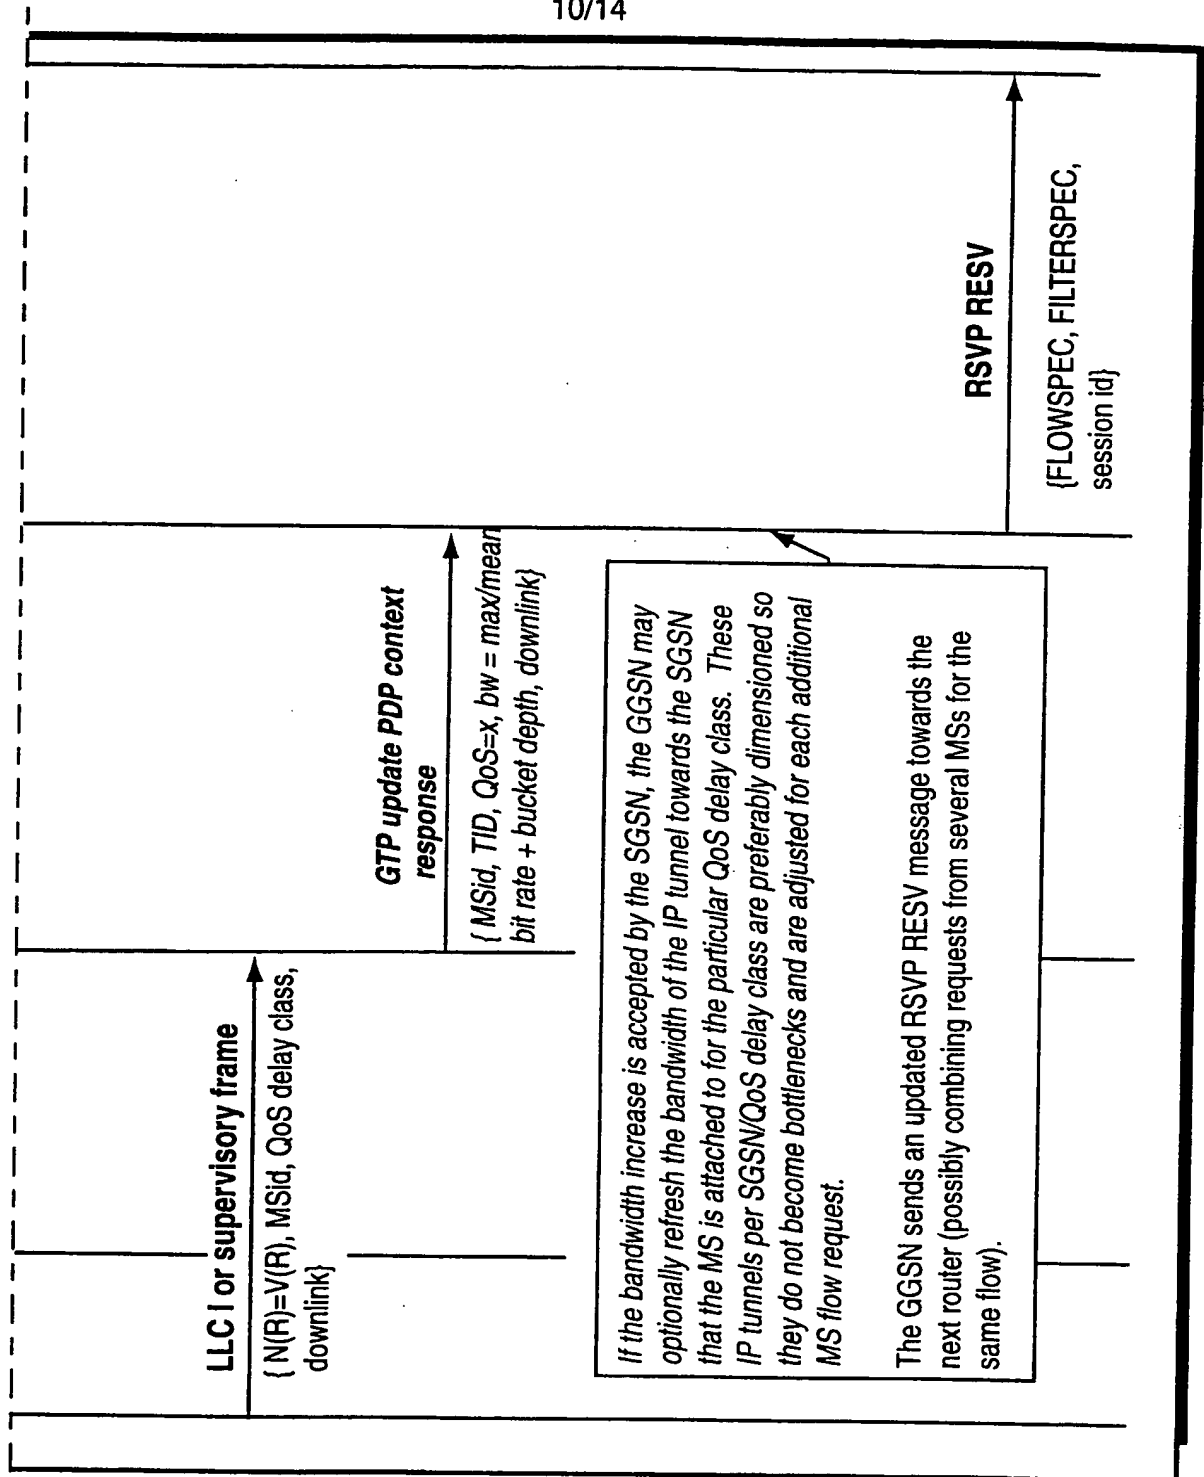 10/14
LLC I or supervisory frame
{ N(R)=V(R), MSid, QoS delay class,
downlink}
GTP update PDP context
response
{ MSid, TID, QoS=x, bw = max/mean
bit rate + bucket depth, downlink}
If the bandwidth increase is accepted by the SGSN, the GGSN may
optionally refresh the bandwidth of the IP tunnel towards the SGSN
that the MS is attached to for the particular QoS delay class. These
IP tunnels per SGSN/QoS delay class are preferably dimensioned so
they do not become bottlenecks and are adjusted for each additional
MS flow request.
The GGSN sends an updated RSVP RESV message towards the
next router (possibly combining requests from several MSs for the
same flow).
RSVP RESV
{FLOWSPEC, FILTERSPEC,
session id}